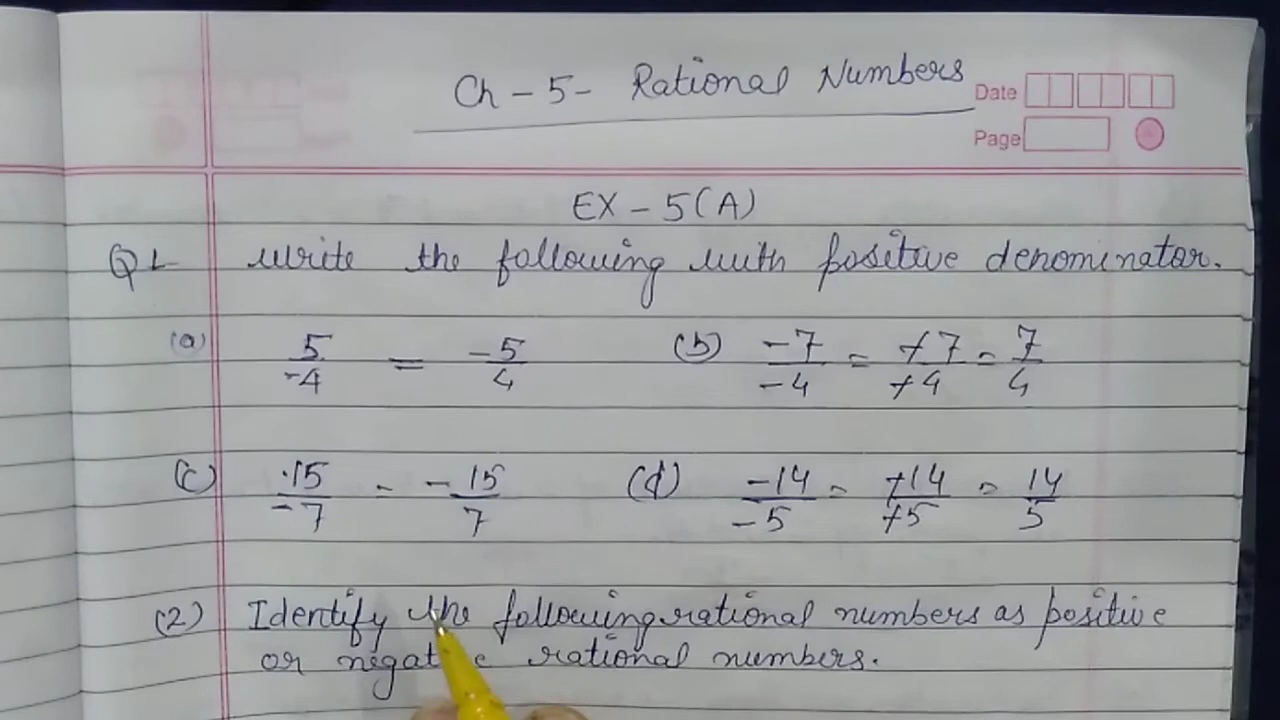 Ch - 5 - Rational Numbers
Date
Page
EX - 5(A)
Q1 Write the following with positive denominator.
(a) 5/-4 = -5/4 (b) -7/-4 = +7/+4 = 7/4
(c) 15/-7 = -15/7 (d) -14/-5 = +14/+5 = 14/5
(2) Identify the following rational numbers as positive
or negative rational numbers.